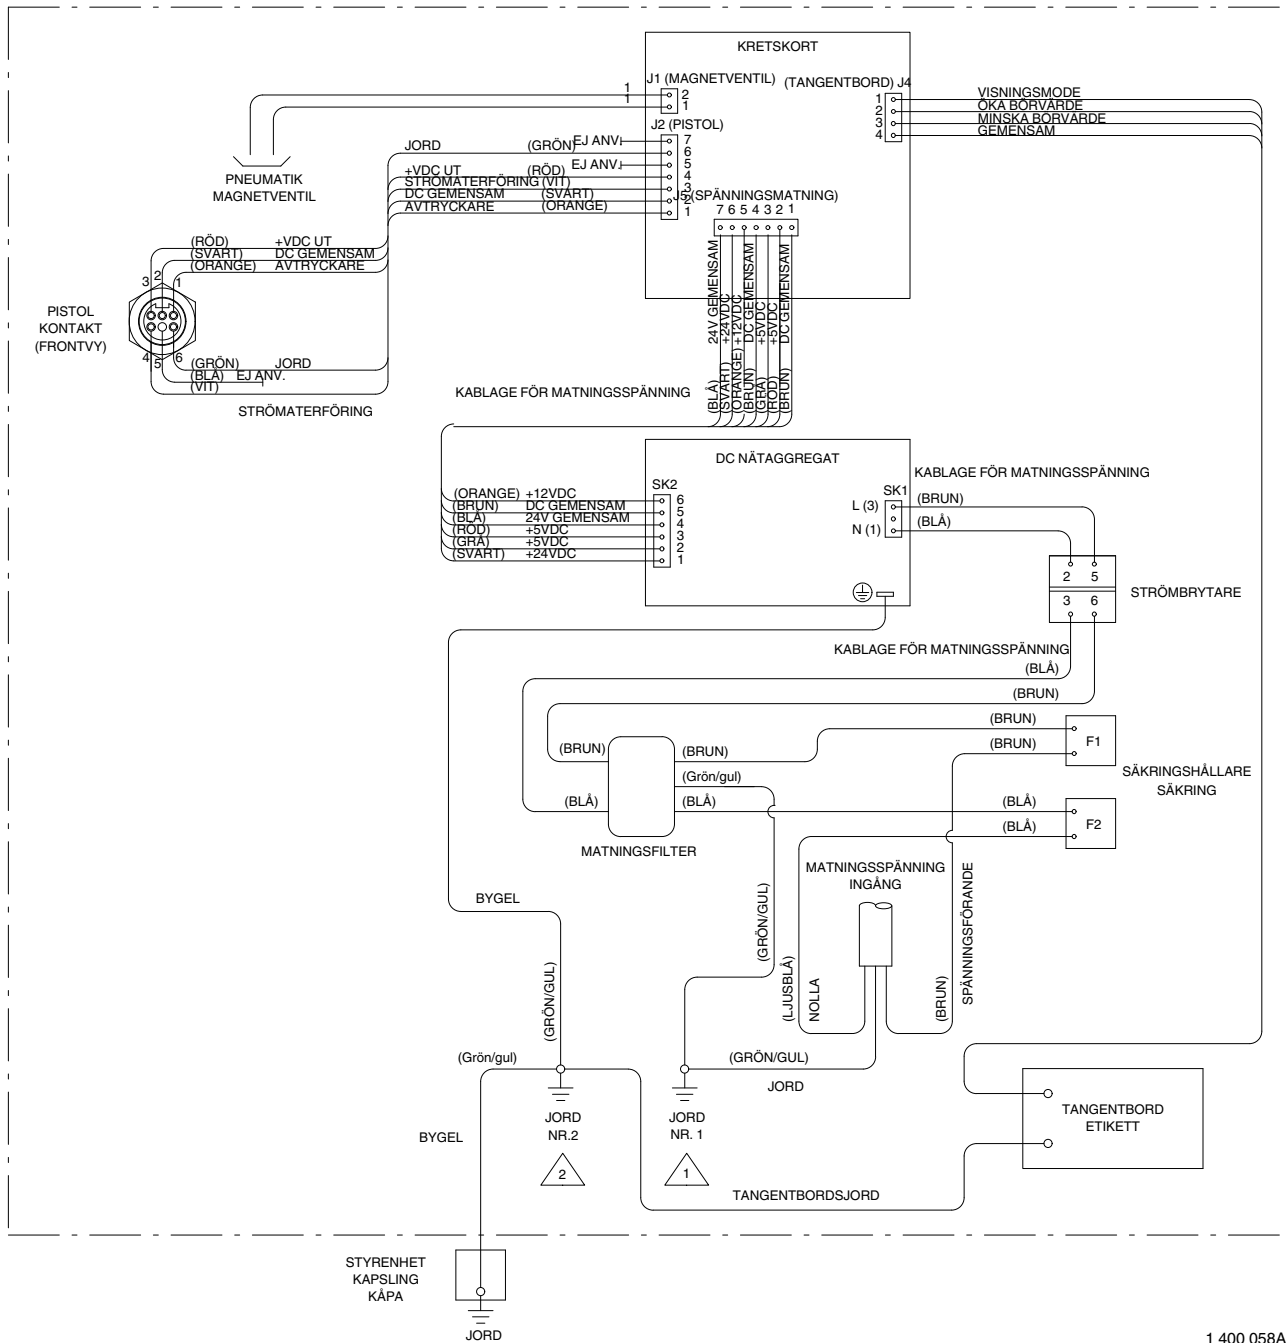 KRETSKORT
J1 (MAGNETVENTIL)
(TANGENTBORD) J4
1
1
2
1
1
2
3
4
VISNINGSMODE
ÖKA BÖRVÄRDE
MINSKA BÖRVÄRDE
GEMENSAM
J2 (PISTOL)
PNEUMATIK
MAGNETVENTIL
EJ ANV.
JORD (GRÖN)
EJ ANV.
+VDC UT (RÖD)
STRÖMATERFÖRING (VIT)
DC GEMENSAM (SVART)
AVTRYCKARE (ORANGE)
7
6
5
4
3
2
1
J5 (SPÄNNINGSMATNING)
7 6 5 4 3 2 1
24V GEMENSAM
+24VDC
+12VDC
DC GEMENSAM
+5VDC
+5VDC
DC GEMENSAM
(BLÅ)
(SVART)
(ORANGE)
(BRUN)
(GRÅ)
(RÖD)
(BRUN)
(RÖD) +VDC UT
(SVART) DC GEMENSAM
(ORANGE) AVTRYCKARE
3 2 1
PISTOL
KONTAKT
(FRONTVY)
4 5 6
(GRÖN) JORD
(BLÅ) EJ ANV.
(VIT)
STRÖMATERFÖRING
KABLAGE FÖR MATNINGSSPÄNNING
DC NÄTAGGREGAT
KABLAGE FÖR MATNINGSSPÄNNING
SK2
(ORANGE) +12VDC 6
(BRUN) DC GEMENSAM 5
(BLÅ) 24V GEMENSAM 4
(RÖD) +5VDC 3
(GRÅ) +5VDC 2
(SVART) +24VDC 1
SK1
L (3)
N (1)
(BRUN)
(BLÅ)
2 5
3 6
STRÖMBRYTARE
KABLAGE FÖR MATNINGSSPÄNNING
(BLÅ)
(BRUN)
(BRUN)
(BRUN)
F1
(BRUN)
(BRUN)
(Grön/gul)
(BLÅ)
(BLÅ)
SÄKRINGSHÅLLARE
SÄKRING
(BLÅ)
(BLÅ)
F2
MATNINGSFILTER
MATNINGSSPÄNNING
INGÅNG
BYGEL
(GRÖN/GUL)
(GRÖN/GUL)
(LJUSBLÅ)
NOLLA
(BRUN)
SPÄNNINGSFÖRANDE
(Grön/gul)
(GRÖN/GUL)
JORD
JORD
NR.2
2
JORD
NR. 1
1
BYGEL
TANGENTBORD
ETIKETT
TANGENTBORDSJORD
STYRENHET
KAPSLING
KÅPA
JORD
1 400 058A